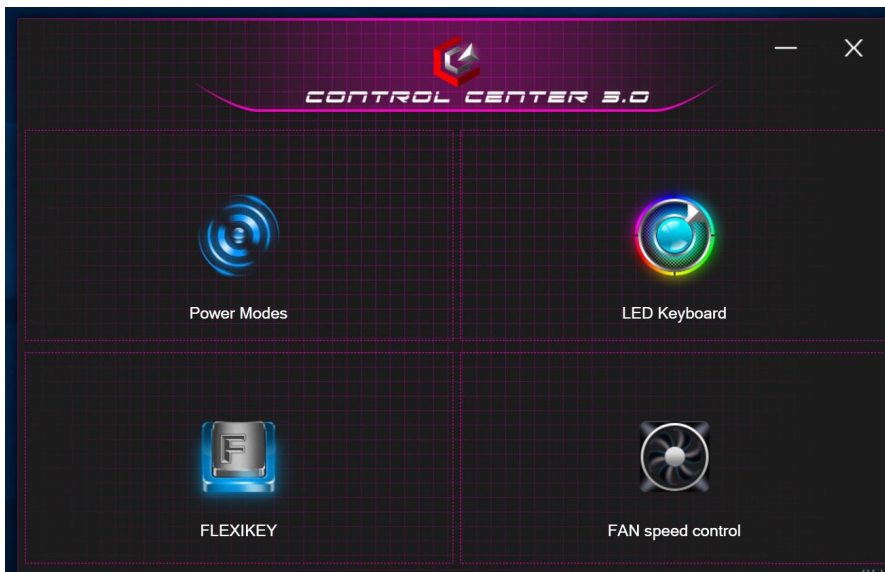 CONTROL CENTER 3.0
Power Modes
LED Keyboard
F
FLEXIKEY
FAN speed control